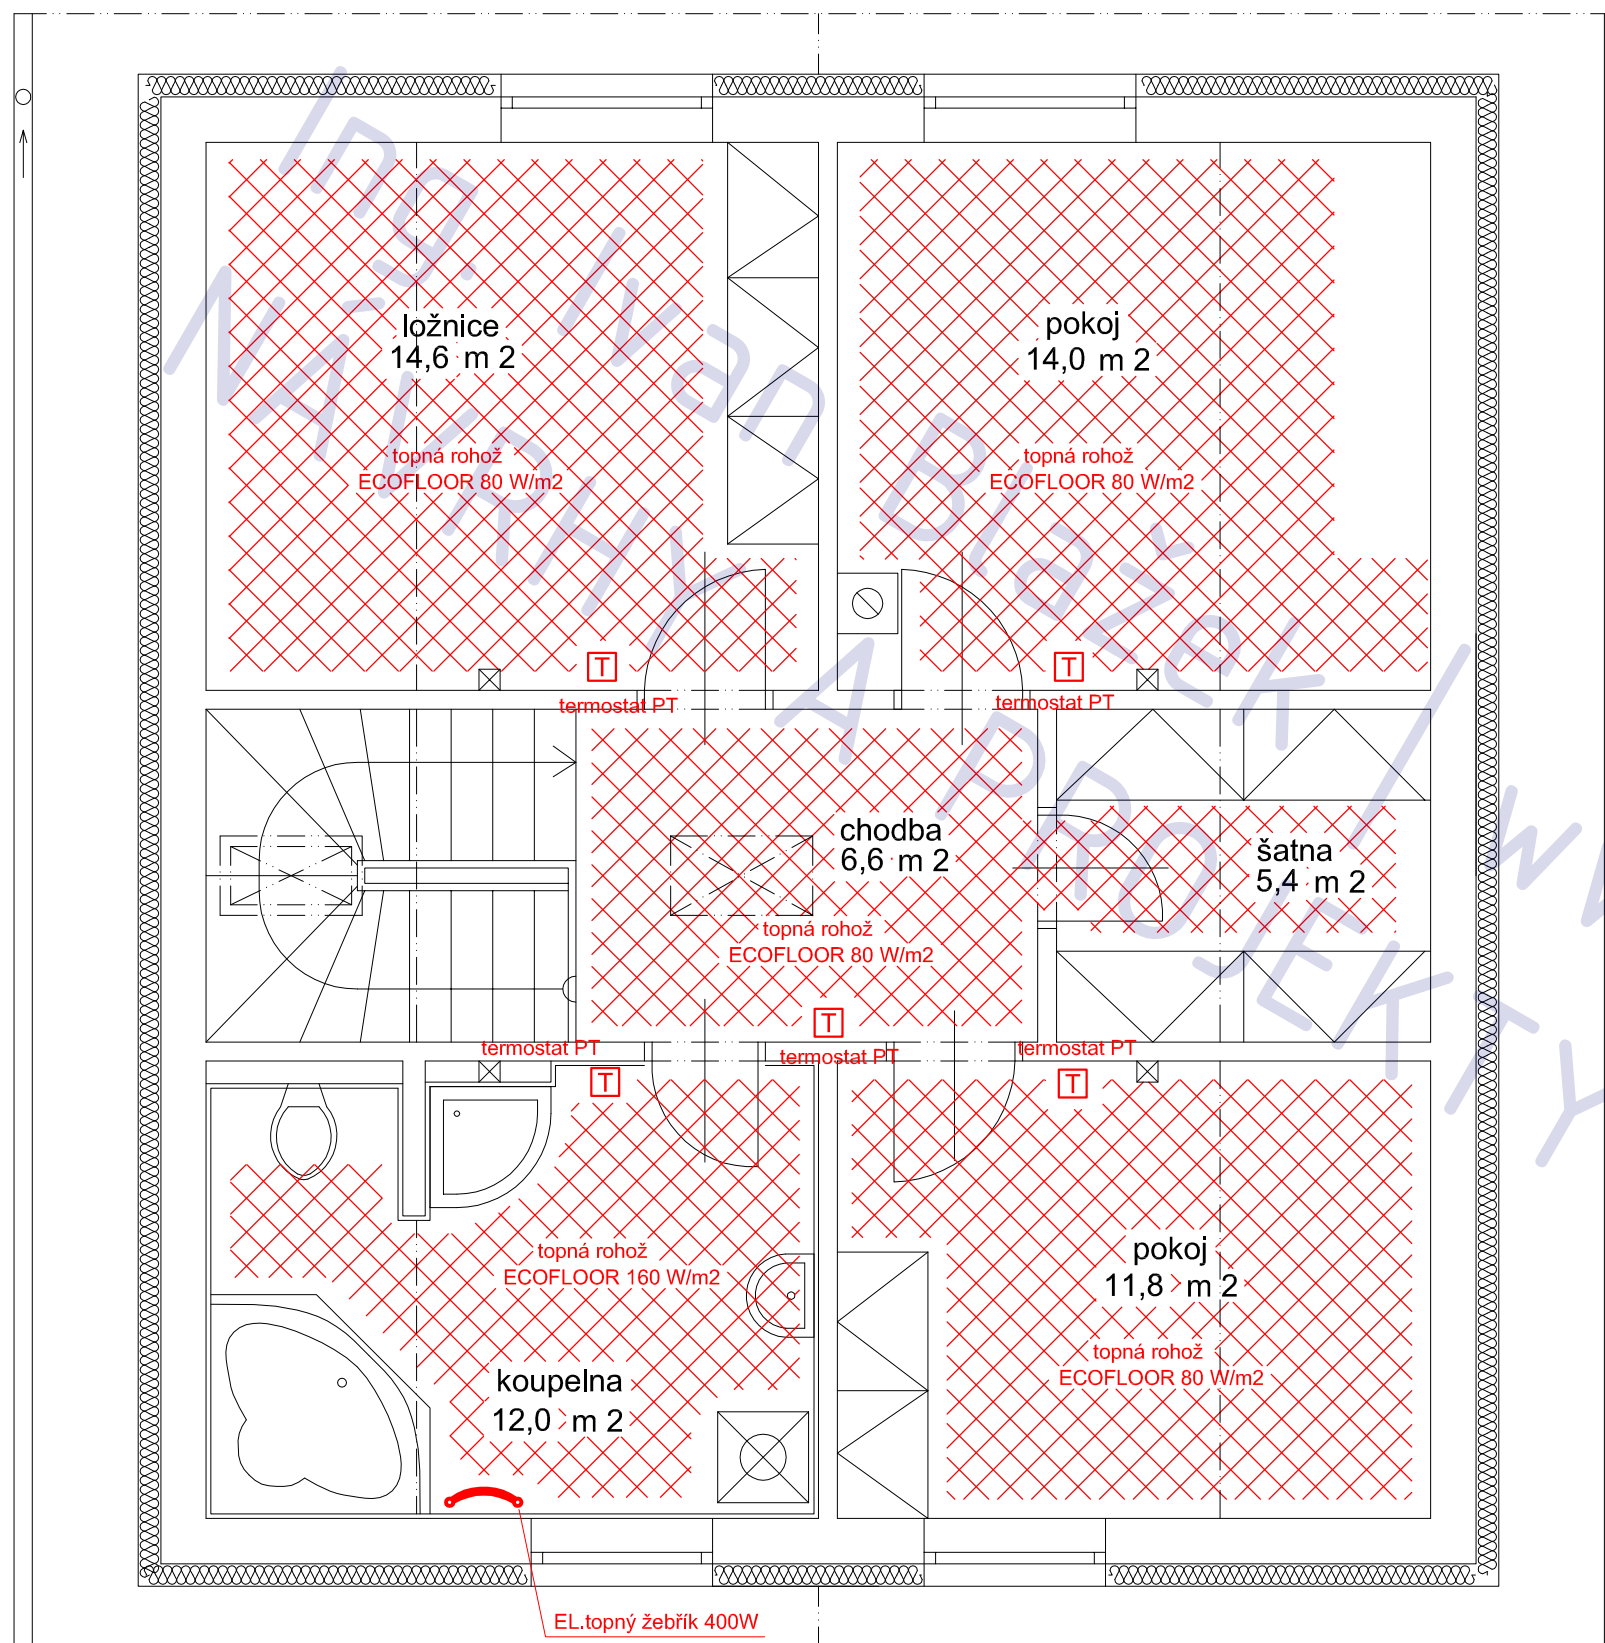 Ing. Ivan Blažek / w
NÁVRHY A PROJEKTY
ložnice
14,6 m 2
topná rohož
ECOFLOOR 80 W/m2
T
termostat PT
pokoj
14,0 m 2
topná rohož
ECOFLOOR 80 W/m2
T
termostat PT
chodba
6,6 m 2
topná rohož
ECOFLOOR 80 W/m2
T
termostat PT
šatna
5,4 m 2
termostat PT
T
topná rohož
ECOFLOOR 160 W/m2
koupelna
12,0 m 2
EL.topný žebřík 400W
termostat PT
T
pokoj
11,8 m 2
topná rohož
ECOFLOOR 80 W/m2